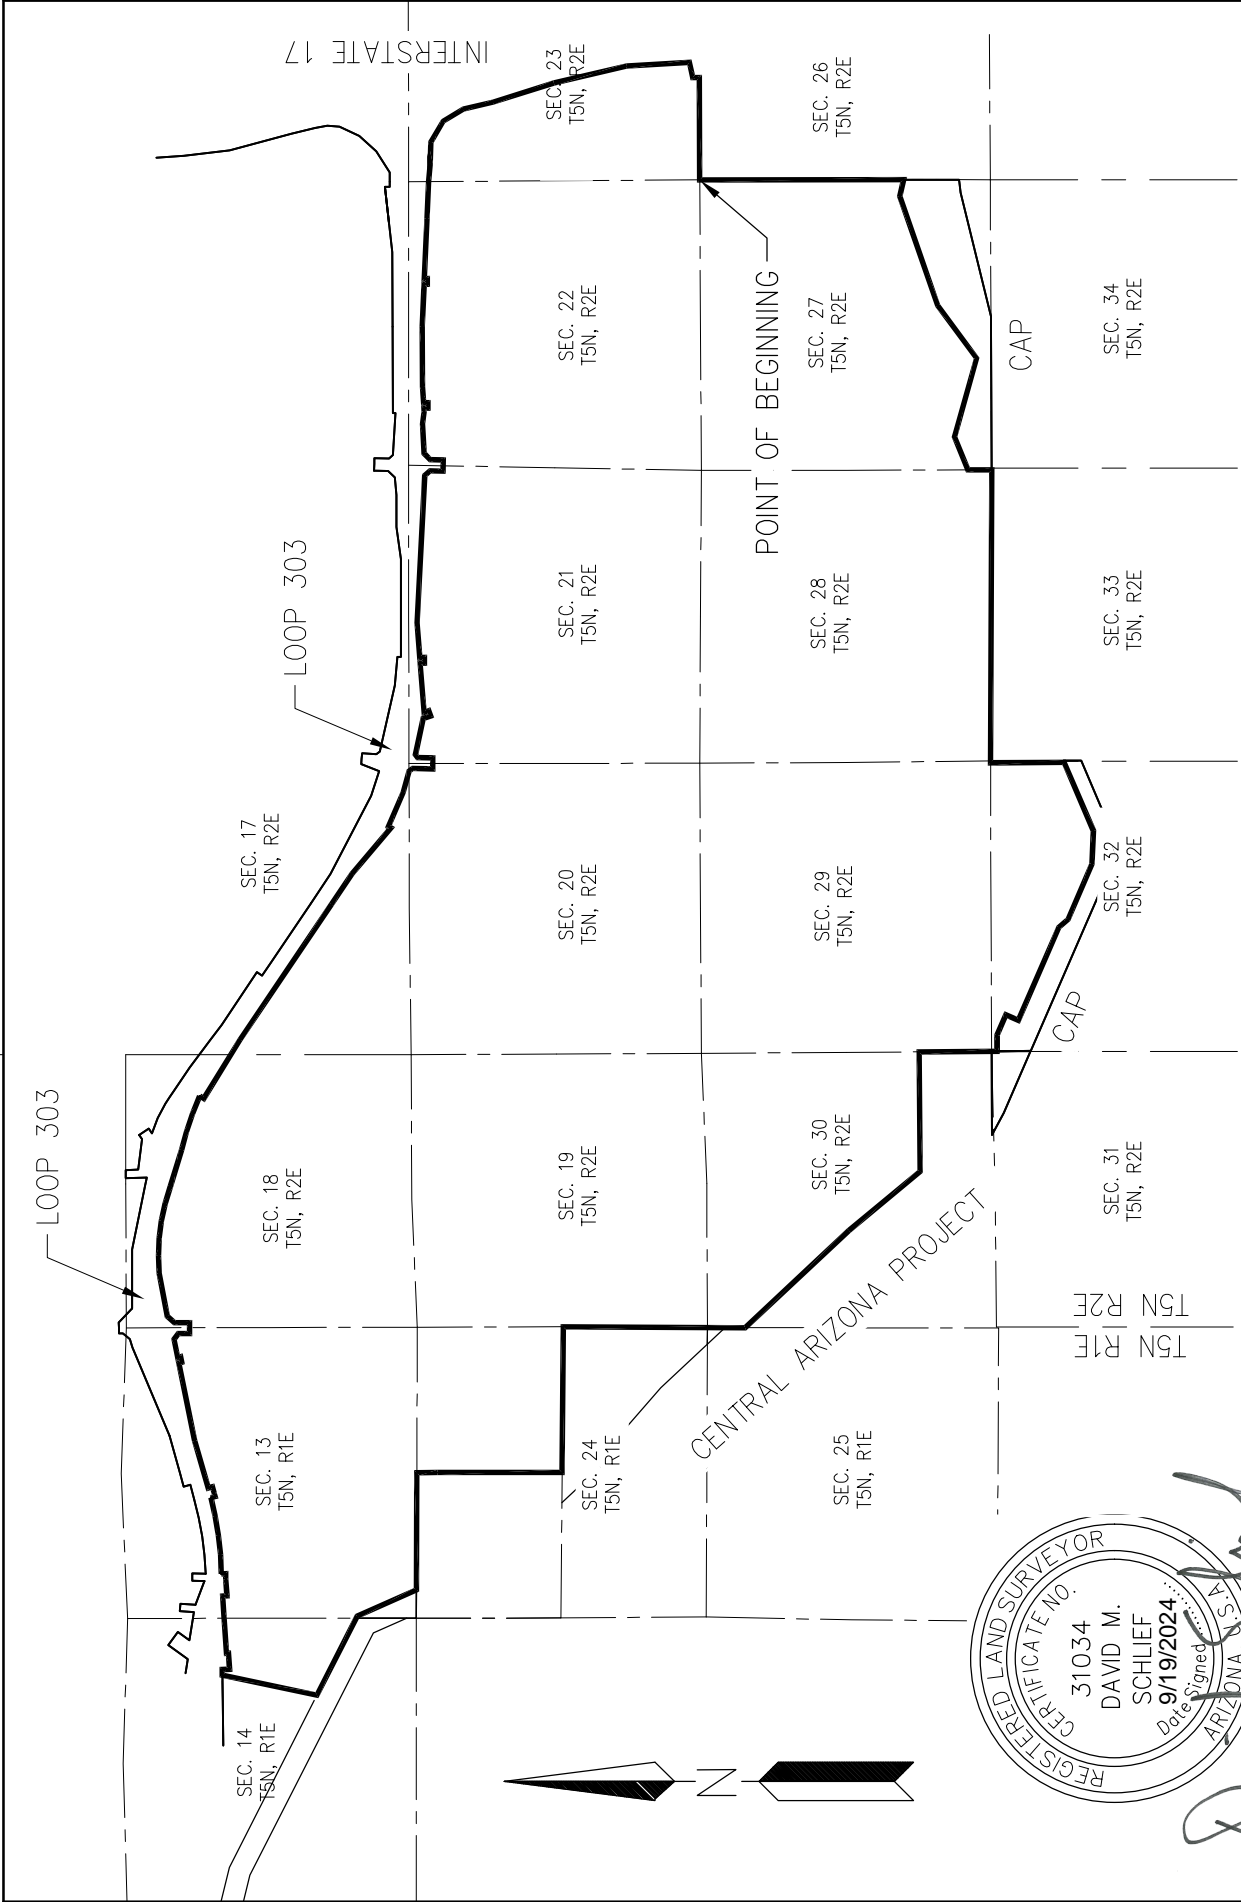 INTERSTATE 17
SEC. 23
T5N, R2E
SEC. 26
T5N, R2E
SEC. 22
T5N, R2E
SEC. 27
T5N, R2E
SEC. 34
T5N, R2E
POINT OF BEGINNING
CAP
LOOP 303
SEC. 21
T5N, R2E
SEC. 28
T5N, R2E
SEC. 33
T5N, R2E
SEC. 17
T5N, R2E
SEC. 20
T5N, R2E
SEC. 29
T5N, R2E
SEC. 32
T5N, R2E
CAP
LOOP 303
SEC. 18
T5N, R2E
SEC. 19
T5N, R2E
SEC. 30
T5N, R2E
SEC. 31
T5N, R2E
CENTRAL ARIZONA PROJECT
T5N R2E
T5N R1E
SEC. 13
T5N, R1E
SEC. 24
T5N, R1E
SEC. 25
T5N, R1E
SEC. 14
T5N, R1E
N
REGISTERED LAND SURVEYOR
CERTIFICATE NO.
31034
DAVID M.
SCHLIEF
9/19/2024
Date Signed
ARIZONA U.S.A.